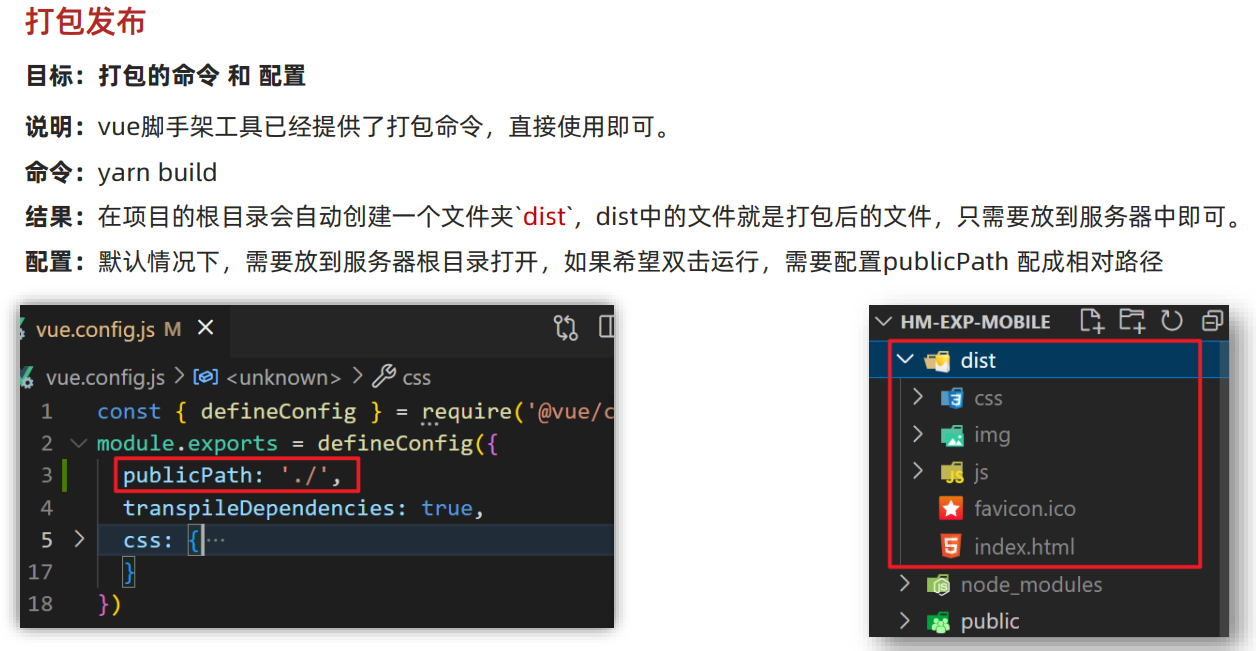 打包发布
目标：打包的命令 和 配置
说明：vue脚手架工具已经提供了打包命令，直接使用即可。
命令：yarn build
结果：在项目的根目录会自动创建一个文件夹`dist`，dist中的文件就是打包后的文件，只需要放到服务器中即可。
配置：默认情况下，需要放到服务器根目录打开，如果希望双击运行，需要配置publicPath 配成相对路径
vue.config.js M
vue.config.js > <unknown> > css
1 const { defineConfig } = require('@vue/c
2 module.exports = defineConfig({
3 publicPath: './',
4 transpileDependencies: true,
5 css: {…
17 }
18 })
HM-EXP-MOBILE
dist
css
img
js
favicon.ico
index.html
node_modules
public